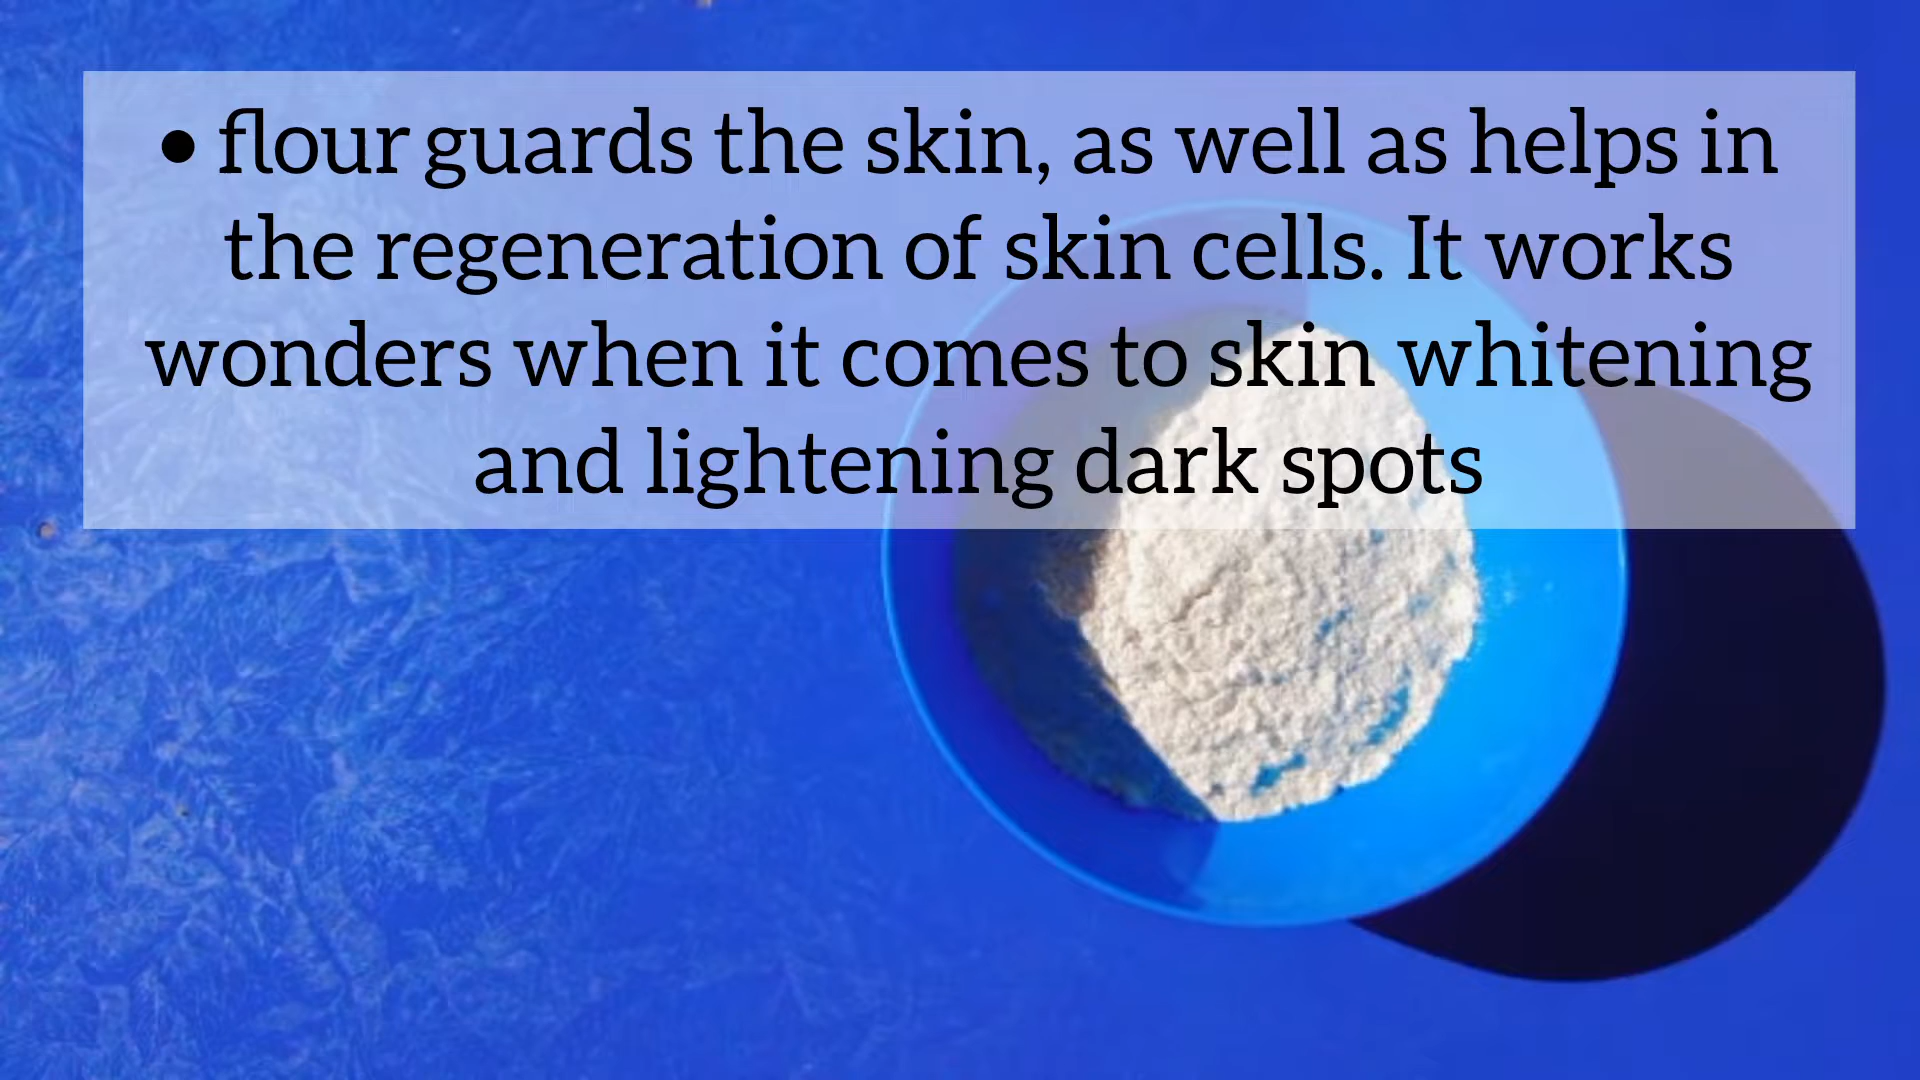 • flour guards the skin, as well as helps in
the regeneration of skin cells. It works
wonders when it comes to skin whitening
and lightening dark spots